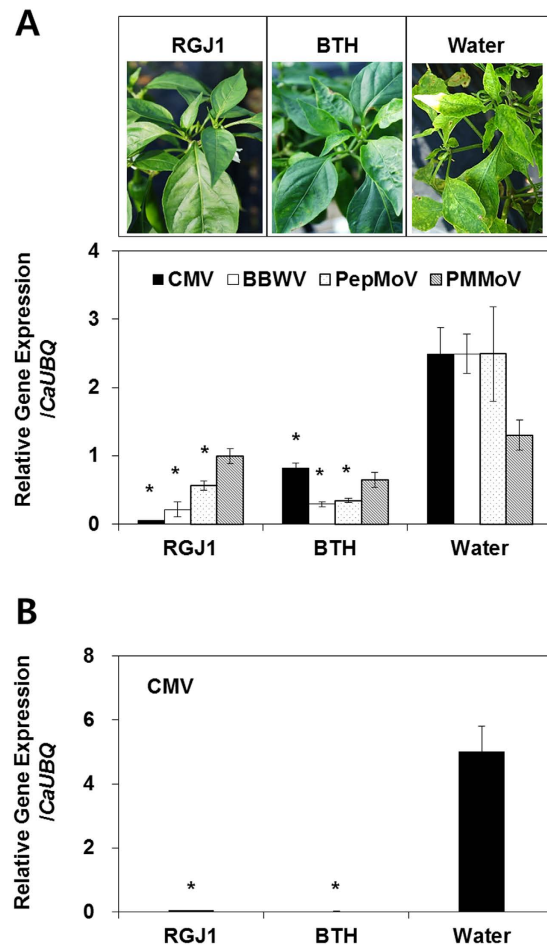 A
RGJ1 BTH Water
4
3
2
1
0
Relative Gene Expression
/CaUBQ
CMV BBWV PepMoV PMMoV
* * * * * *
RGJ1 BTH Water
B
8
6
4
2
0
Relative Gene Expression
/CaUBQ
CMV
* *
RGJ1 BTH Water